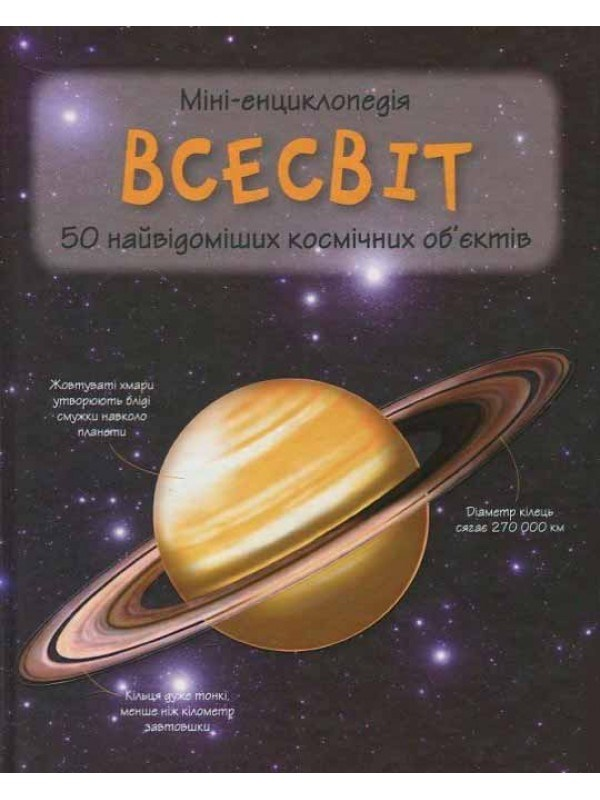 Міні-енциклопедія
ВСЕСВІТ
50 найвідоміших космічних об'єктів
Жовтуваті хмари
утворюють бліді
смужки навколо
планети
Діаметр кілець
сягає 270 000 км
Кільця дуже тонкі,
менше ніж кілометр
завтовшки